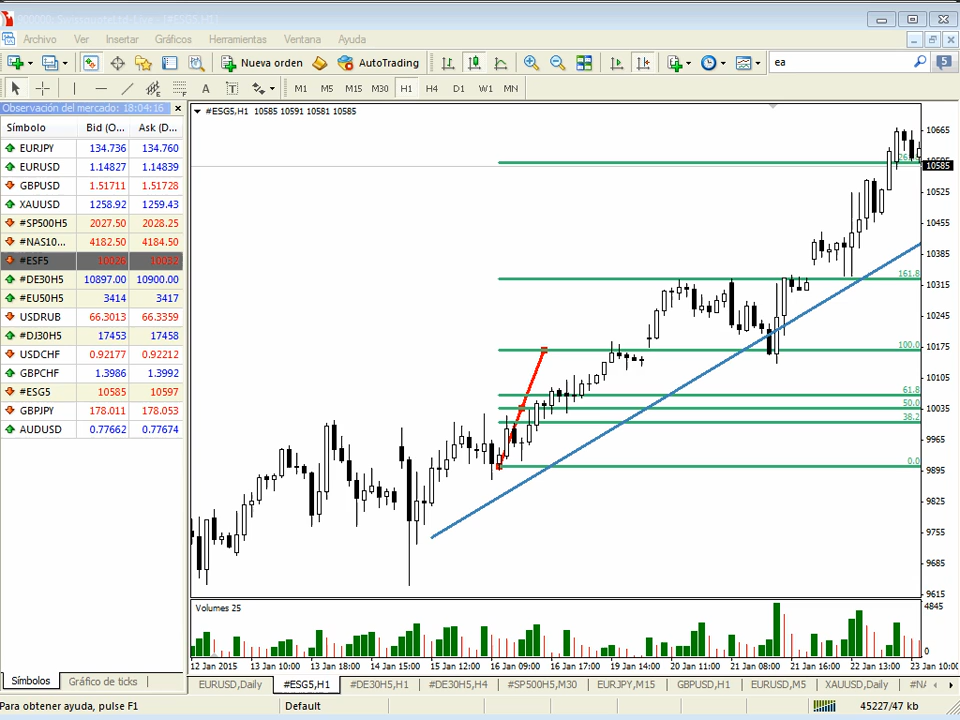 Archivo Ver Insertar Gráficos Herramientas Ventana Ayuda
Nueva orden AutoTrading ea 5
A T M1 M5 M15 M30 H1 H4 D1 W1 MN
Observación del mercado: 18:04:16
Símbolo Bid (O... Ask (D...
EURJPY 134.736 134.760
EURUSD 1.14827 1.14839
GBPUSD 1.51711 1.51728
XAUUSD 1258.92 1259.43
#SP500H5 2027.50 2028.25
#NAS10... 4182.50 4184.50
#ESF5 10026 10032
#DE30H5 10897.00 10900.00
#EU50H5 3414 3417
USDRUB 66.3013 66.3359
#DJ30H5 17453 17458
USDCHF 0.92177 0.92212
GBPCHF 1.3986 1.3992
#ESG5 10585 10597
GBPJPY 178.011 178.053
AUDUSD 0.77662 0.77674
Símbolos Gráfico de ticks
#ESG5,H1 10585 10591 10581 10585
10665
10585
10525
10455
10385
10315
10245
10175
10105
10035
9965
9895
9825
9755
9685
9615
161.8
100.0
61.8
50.0
38.2
0.0
Volumes 25
4845
0
12 Jan 2015 13 Jan 10:00 13 Jan 18:00 14 Jan 15:00 15 Jan 12:00 16 Jan 09:00 16 Jan 17:00 19 Jan 14:00 20 Jan 11:00 21 Jan 08:00 21 Jan 16:00 22 Jan 13:00 23 Jan 10:00
EURUSD,Daily #ESG5,H1 #DE30H5,H1 #DE30H5,H4 #SP500H5,M30 EURJPY,M15 GBPUSD,H1 EURUSD,M5 XAUUSD,Daily #NA
Para obtener ayuda, pulse F1 Default 45227/47 kb